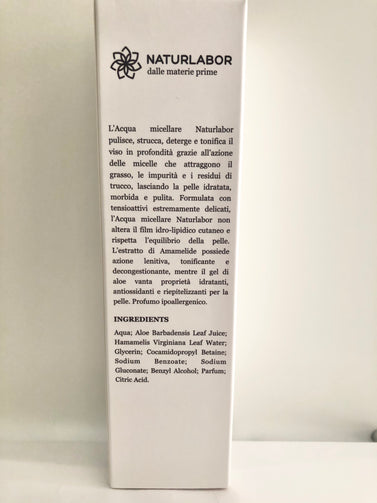 NATURLABOR
dalle materie prime
L'Acqua micellare Naturlabor
pulisce, strucca, deterge e tonifica il
viso in profondità grazie all'azione
delle micelle che attraggono il
grasso, le impurità e i residui di
trucco, lasciando la pelle idratata,
morbida e pulita. Formulata con
tensioattivi estremamente delicati,
l'Acqua micellare Naturlabor non
altera il film idro-lipidico cutaneo e
rispetta l'equilibrio della pelle.
L'estratto di Amamelide possiede
azione lenitiva, tonificante e
decongestionante, mentre il gel di
aloe vanta proprietà idratanti,
antiossidanti e riepitelizzanti per la
pelle. Profumo ipoallergenico.
INGREDIENTS
Aqua; Aloe Barbadensis Leaf Juice;
Hamamelis Virginiana Leaf Water;
Glycerin; Cocamidopropyl Betaine;
Sodium Benzoate; Sodium
Gluconate; Benzyl Alcohol; Parfum;
Citric Acid.